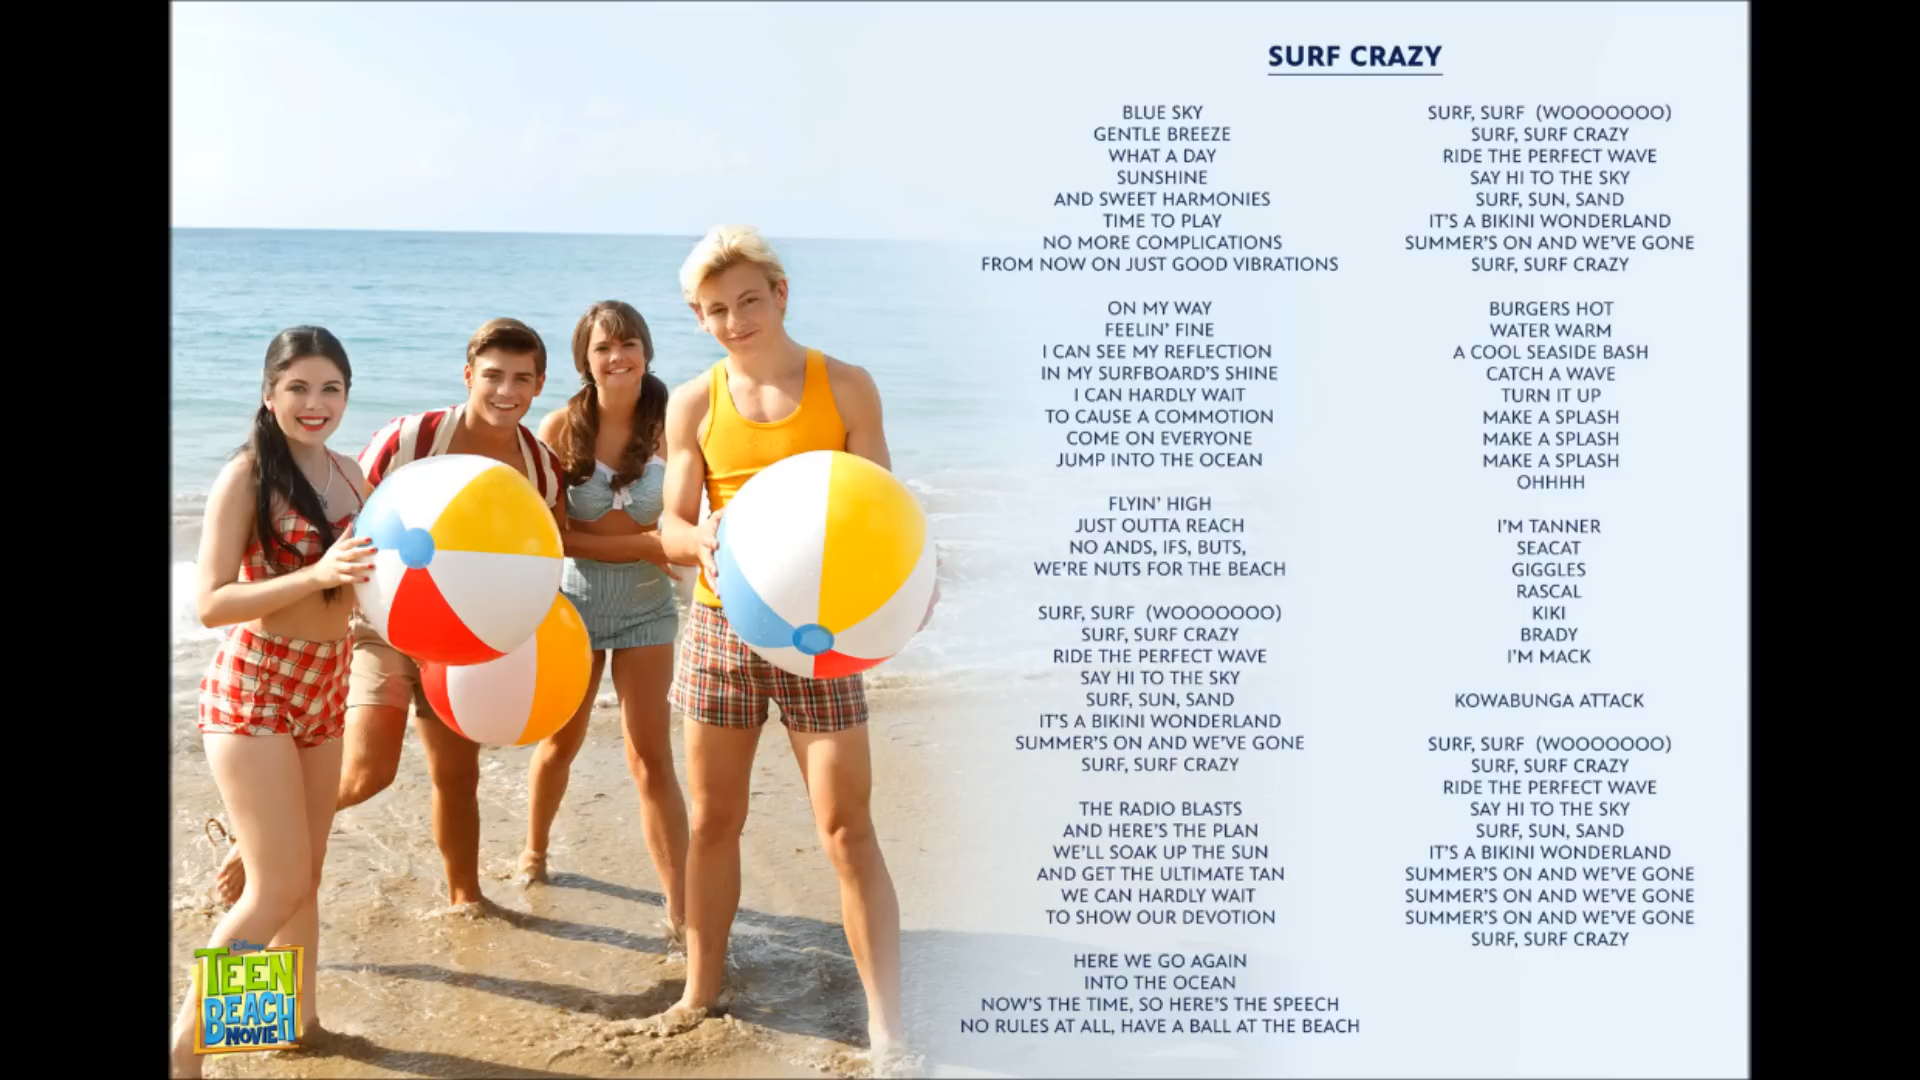 SURF CRAZY
BLUE SKY
GENTLE BREEZE
WHAT A DAY
SUNSHINE
AND SWEET HARMONIES
TIME TO PLAY
NO MORE COMPLICATIONS
FROM NOW ON JUST GOOD VIBRATIONS
ON MY WAY
FEELIN' FINE
I CAN SEE MY REFLECTION
IN MY SURFBOARD'S SHINE
I CAN HARDLY WAIT
TO CAUSE A COMMOTION
COME ON EVERYONE
JUMP INTO THE OCEAN
FLYIN' HIGH
JUST OUTTA REACH
NO ANDS, IFS, BUTS,
WE'RE NUTS FOR THE BEACH
SURF, SURF (WOOOOOOO)
SURF, SURF CRAZY
RIDE THE PERFECT WAVE
SAY HI TO THE SKY
SURF, SUN, SAND
IT'S A BIKINI WONDERLAND
SUMMER'S ON AND WE'VE GONE
SURF, SURF CRAZY
THE RADIO BLASTS
AND HERE'S THE PLAN
WE'LL SOAK UP THE SUN
AND GET THE ULTIMATE TAN
WE CAN HARDLY WAIT
TO SHOW OUR DEVOTION
HERE WE GO AGAIN
INTO THE OCEAN
NOW'S THE TIME, SO HERE'S THE SPEECH
NO RULES AT ALL, HAVE A BALL AT THE BEACH
SURF, SURF (WOOOOOOO)
SURF, SURF CRAZY
RIDE THE PERFECT WAVE
SAY HI TO THE SKY
SURF, SUN, SAND
IT'S A BIKINI WONDERLAND
SUMMER'S ON AND WE'VE GONE
SURF, SURF CRAZY
BURGERS HOT
WATER WARM
A COOL SEASIDE BASH
CATCH A WAVE
TURN IT UP
MAKE A SPLASH
MAKE A SPLASH
MAKE A SPLASH
OHHHH
I'M TANNER
SEACAT
GIGGLES
RASCAL
KIKI
BRADY
I'M MACK
KOWABUNGA ATTACK
SURF, SURF (WOOOOOOO)
SURF, SURF CRAZY
RIDE THE PERFECT WAVE
SAY HI TO THE SKY
SURF, SUN, SAND
IT'S A BIKINI WONDERLAND
SUMMER'S ON AND WE'VE GONE
SUMMER'S ON AND WE'VE GONE
SUMMER'S ON AND WE'VE GONE
SURF, SURF CRAZY
Disney
TEEN
BEACH
MOVIE